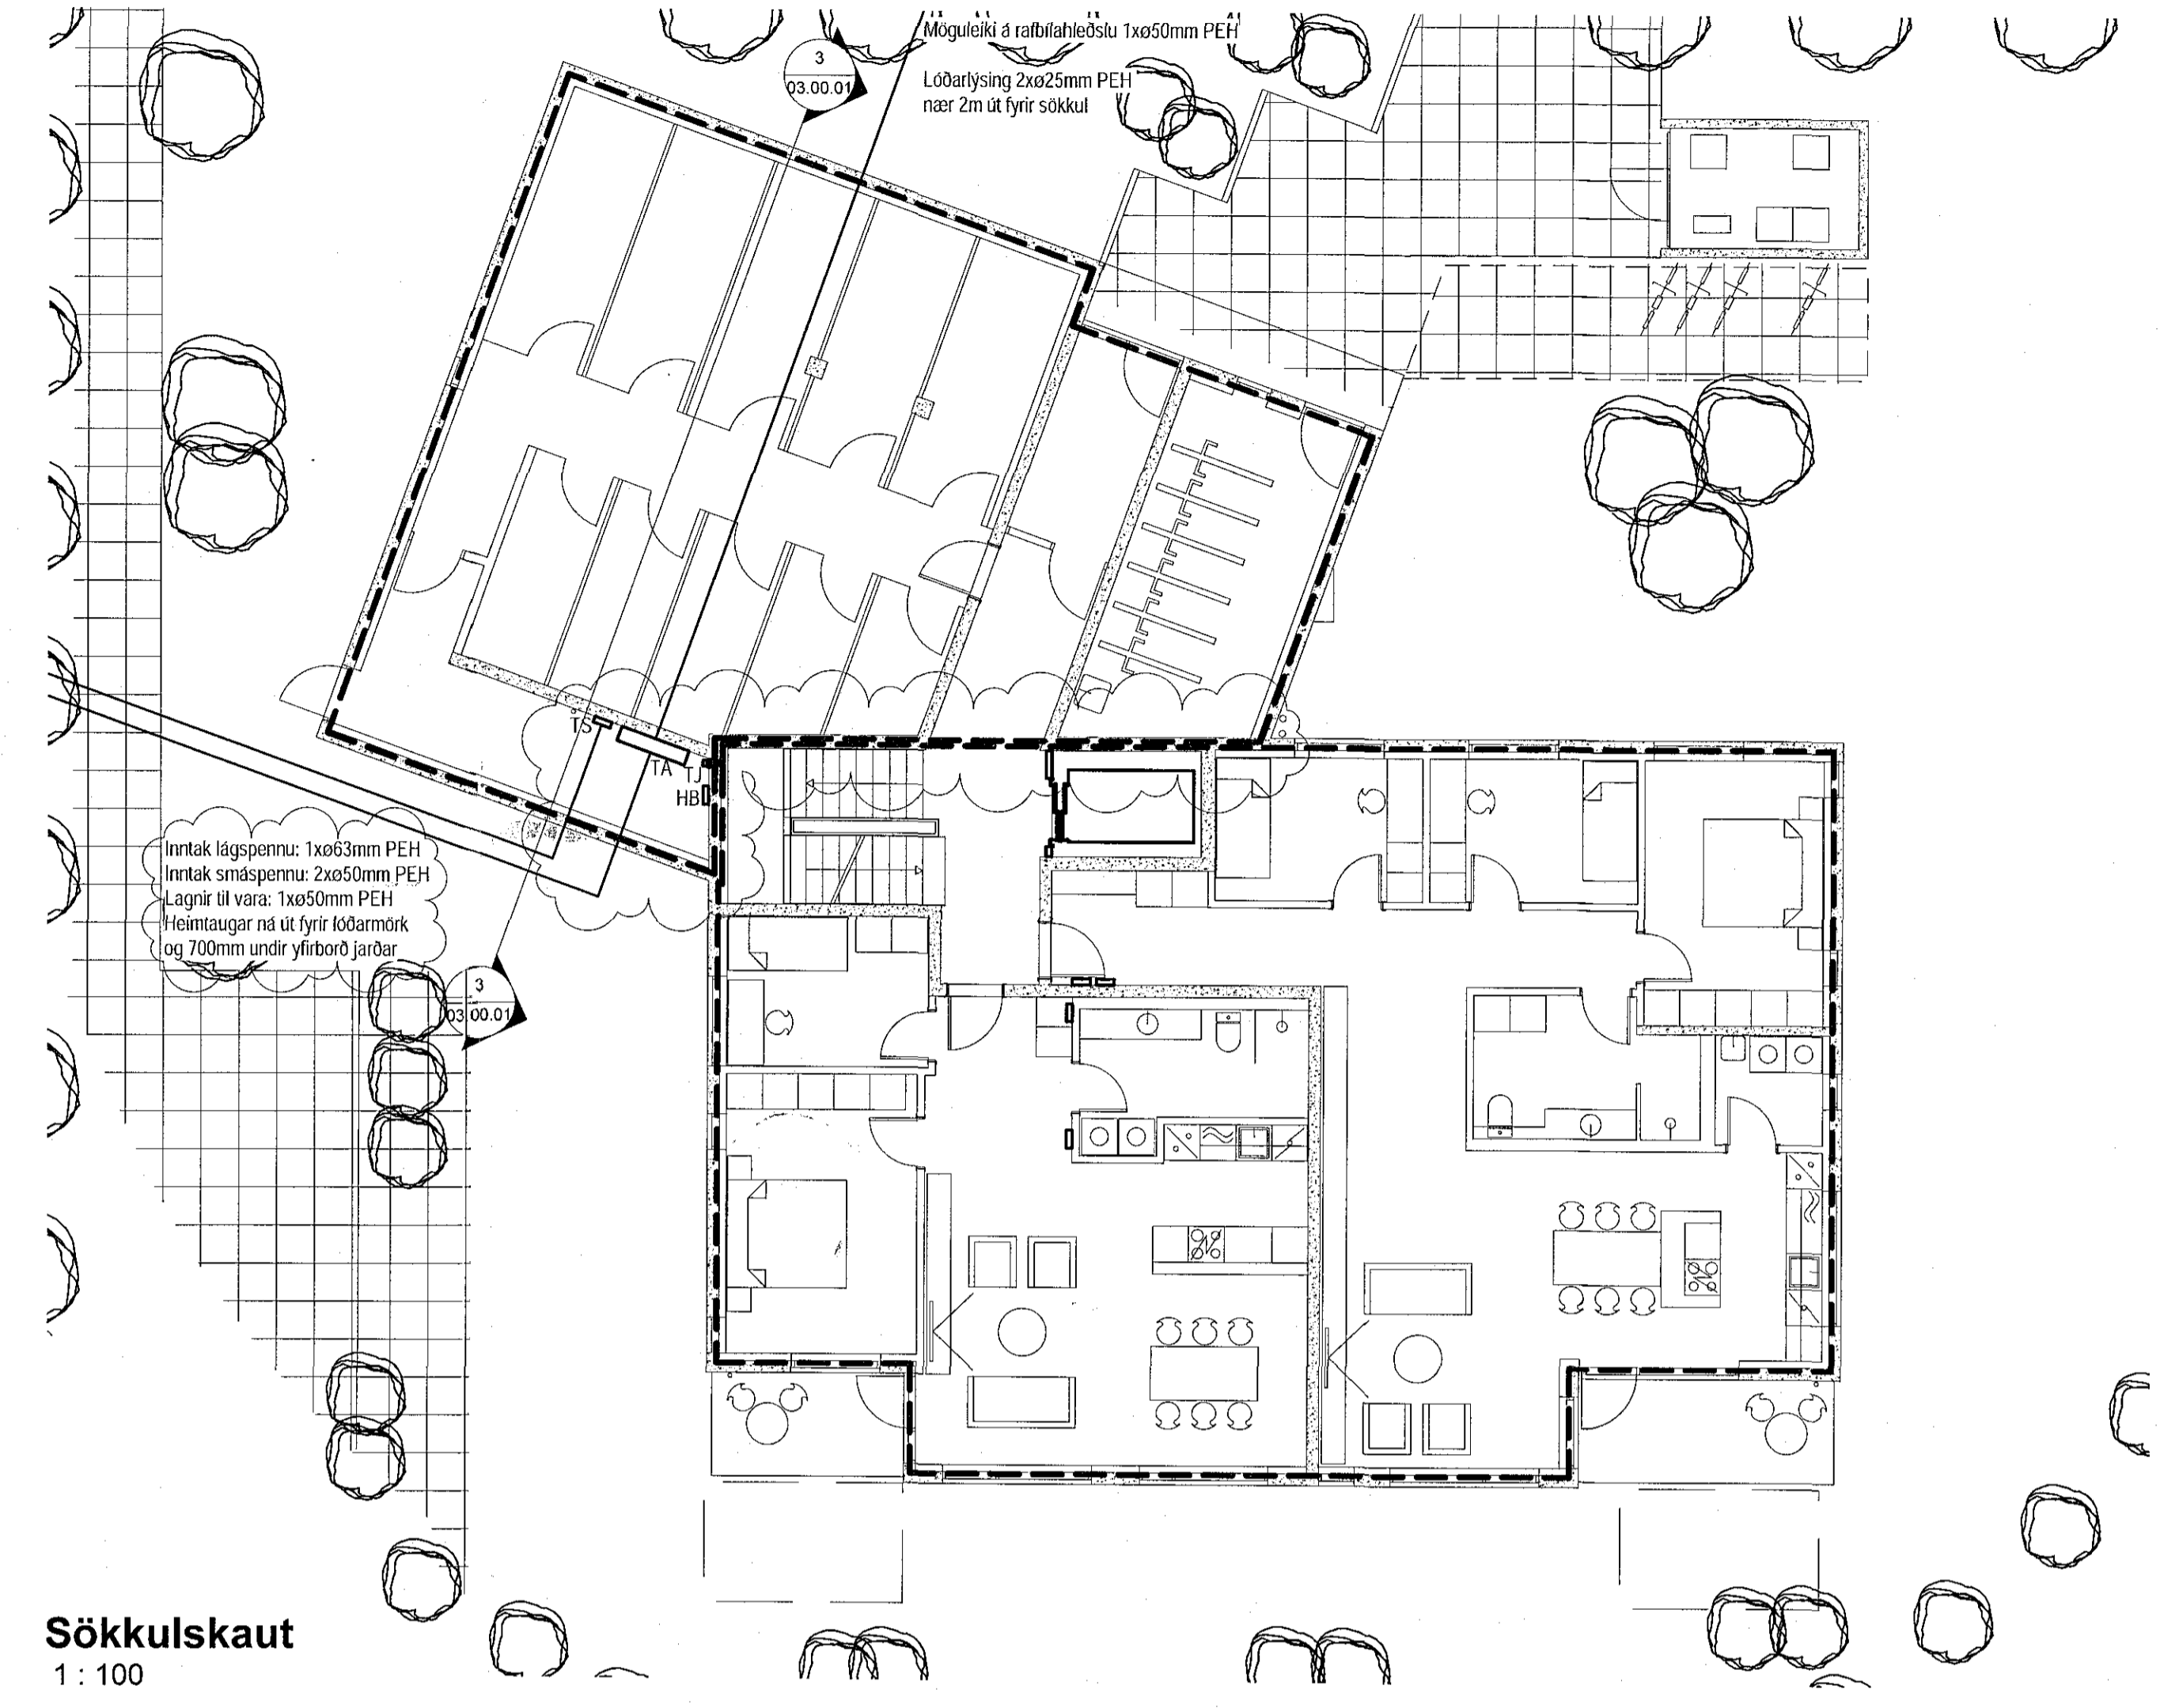 Möguleiki á rafbílahleðslu 1xø50mm PEH
3
03.00.01
Lóðarlýsing 2xø25mm PEH
nær 2m út fyrir sökkul
TS
TA
TJ
HB
Inntak lágspennu: 1xø63mm PEH
Inntak smáspennu: 2xø50mm PEH
Lagnir til vara: 1xø50mm PEH
Heimtaugar ná út fyrir lóðarmörk
og 700mm undir yfirborð jarðar
3
03.00.01
Sökkulskaut
1 : 100